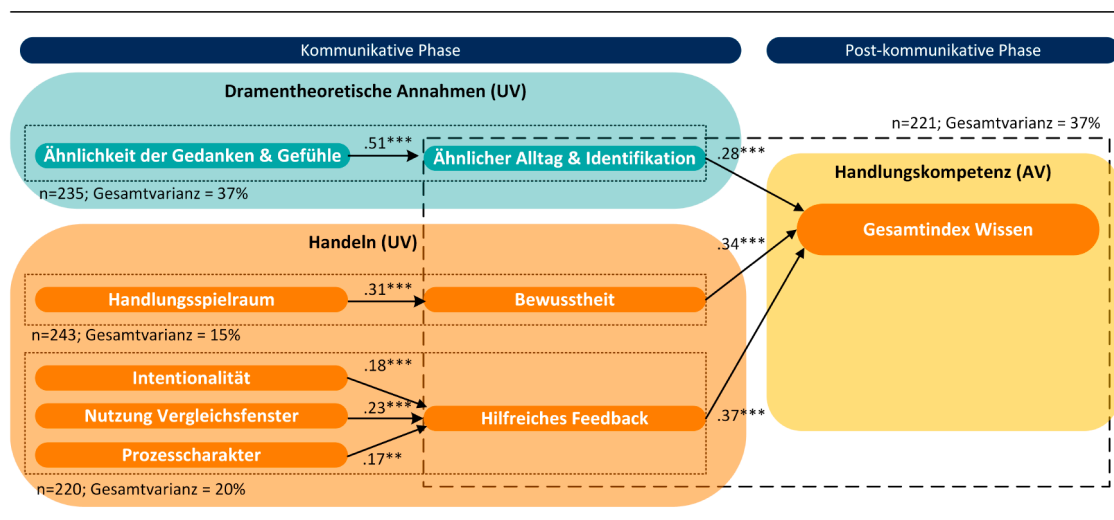 Kommunikative Phase
Post-kommunikative Phase
Dramentheoretische Annahmen (UV)
n=221; Gesamtvarianz = 37%
Ähnlichkeit der Gedanken & Gefühle
.51***
Ähnlicher Alltag & Identifikation
.28***
n=235; Gesamtvarianz = 37%
Handlungskompetenz (AV)
Gesamtindex Wissen
Handeln (UV)
.34***
Handlungsspielraum
.31***
Bewusstheit
n=243; Gesamtvarianz = 15%
Intentionalität
.18***
Nutzung Vergleichsfenster
.23***
Hilfreiches Feedback
.37***
Prozesscharakter
.17**
n=220; Gesamtvarianz = 20%